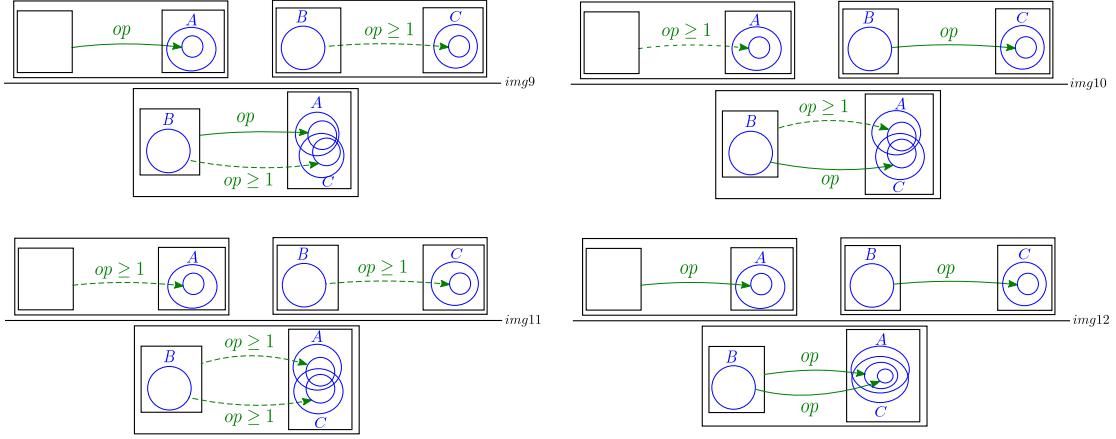 op A B op ≥ 1 C
img9
B op A
op ≥ 1 C
op ≥ 1 A B op C
img10
B op ≥ 1 A
op C
op ≥ 1 A B op ≥ 1 C
img11
B op ≥ 1 A
op ≥ 1 C
op A B op C
img12
B op A
op C